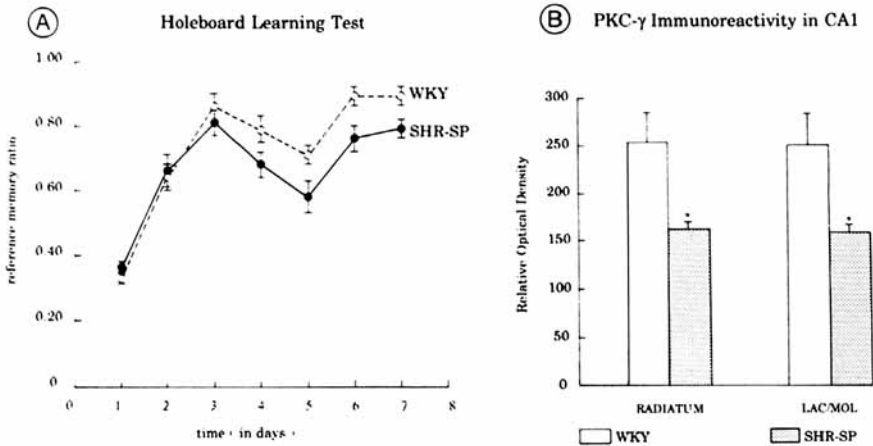 A Holeboard Learning Test
1.00
0.80
0.60
0.40
0.20
0
reference memory ratio
WKY
SHR-SP
0 1 2 3 4 5 6 7 8
time ( in days )
B PKC-γ Immunoreactivity in CA1
300
250
200
150
100
50
0
Relative Optical Density
* *
RADIATUM LAC/MOL
WKY SHR-SP